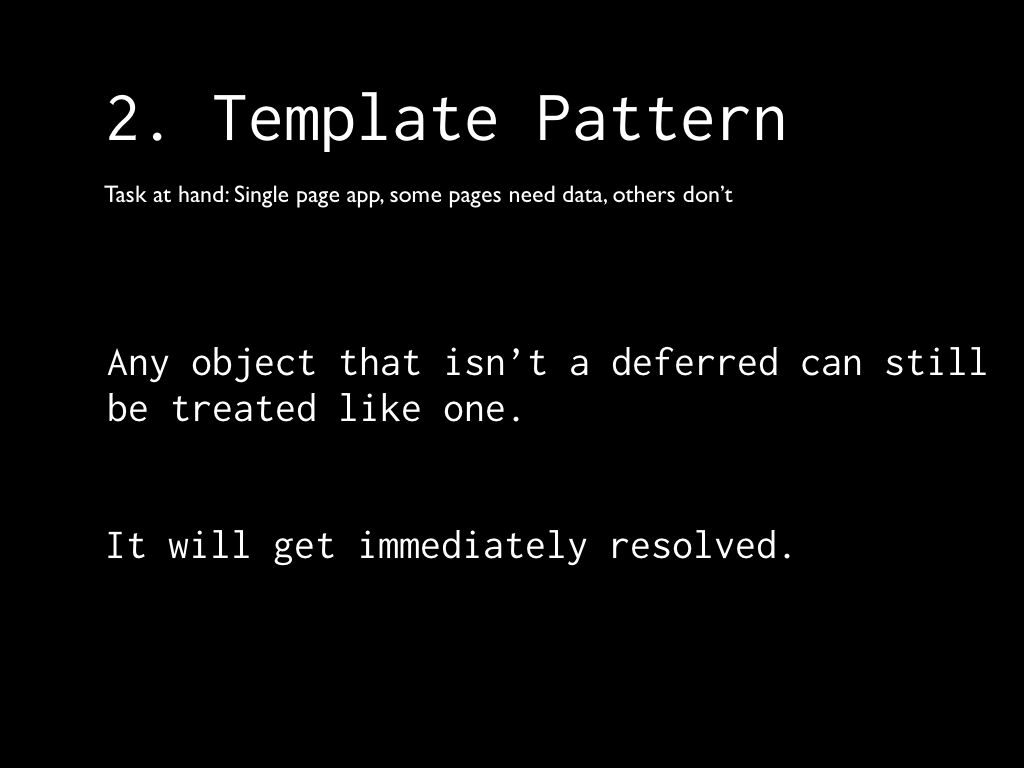 2. Template Pattern
Task at hand: Single page app, some pages need data, others don’t
Any object that isn’t a deferred can still
be treated like one.
It will get immediately resolved.